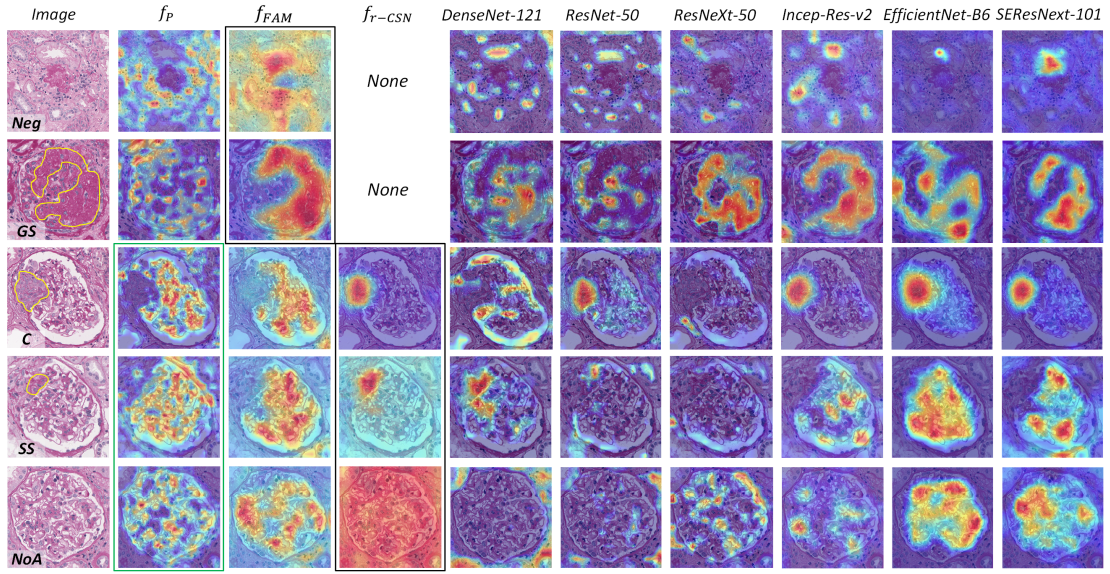 Image f_P f_FAM f_r−CSN DenseNet-121 ResNet-50 ResNeXt-50 Incep-Res-v2 EfficientNet-B6 SEResNext-101
Neg None
GS None
C
SS
NoA